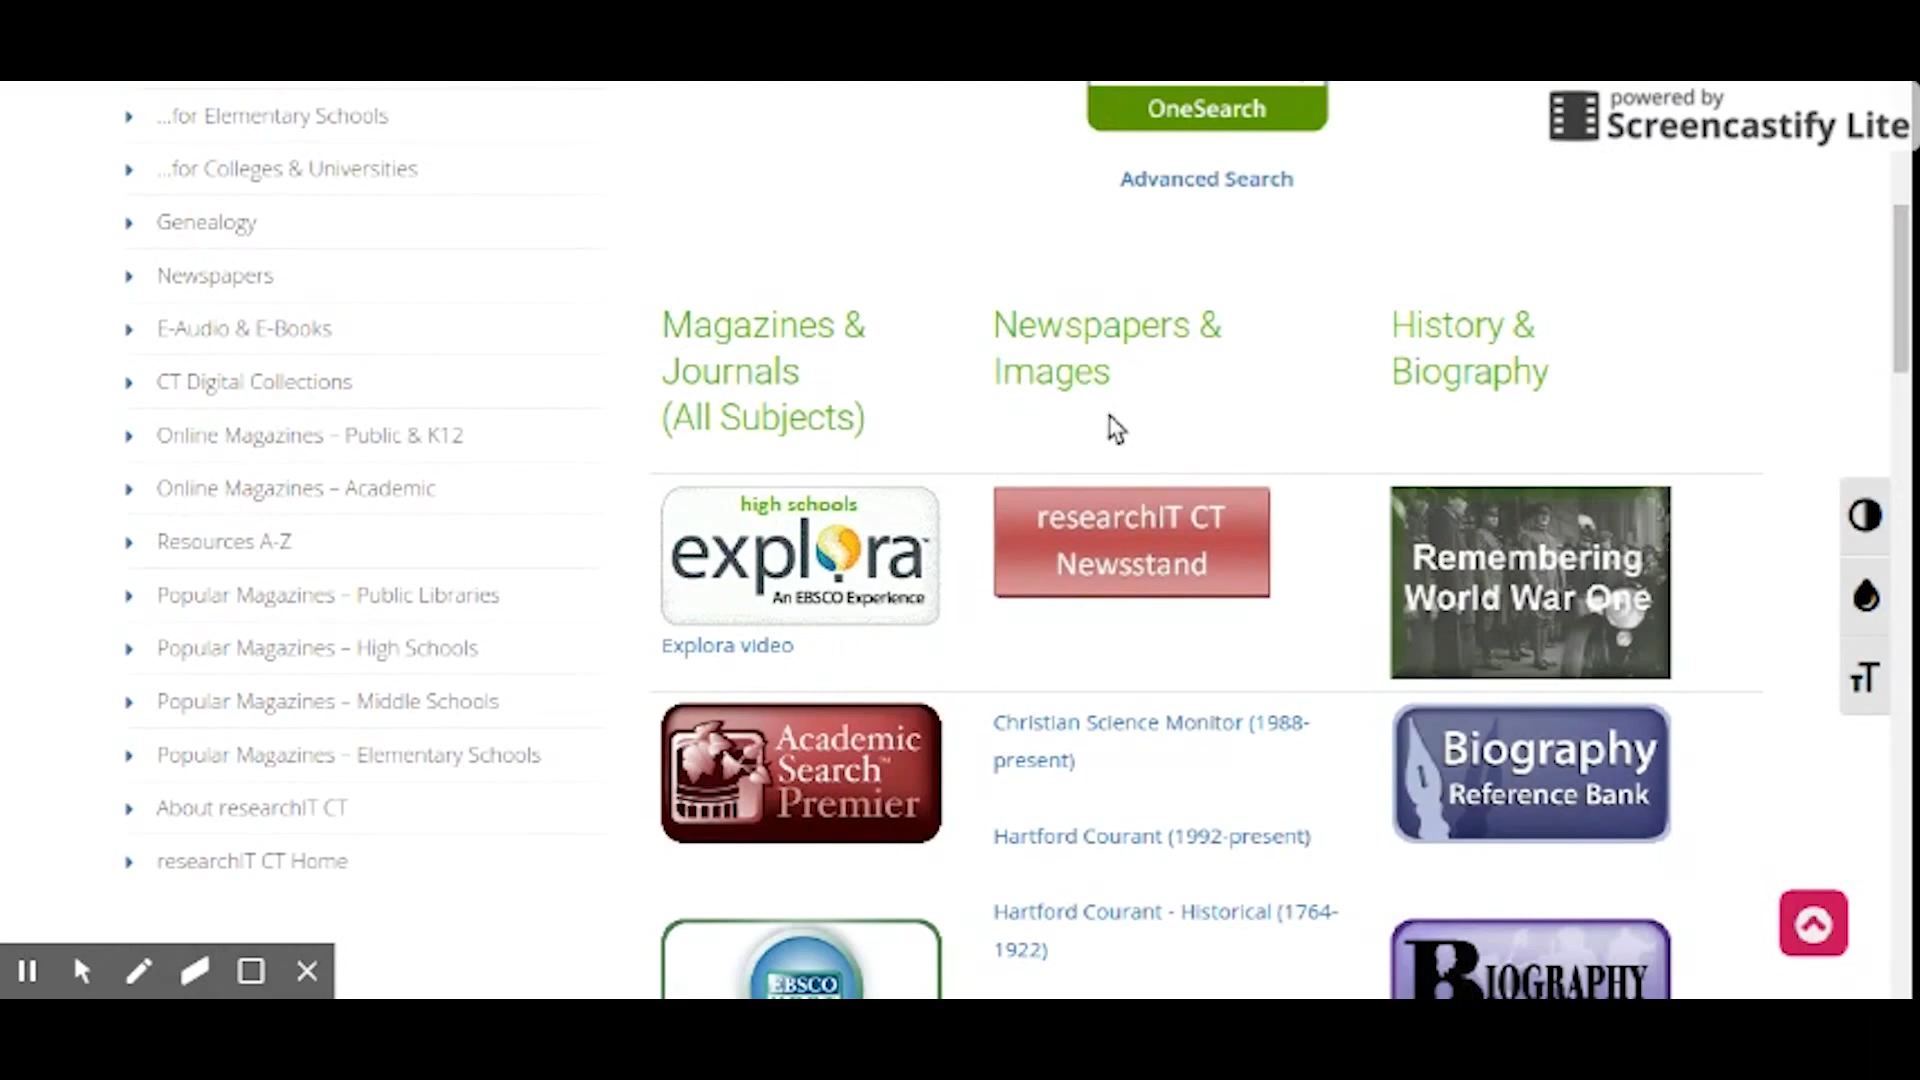 powered by
Screencastify Lite
...for Elementary Schools
...for Colleges & Universities
Genealogy
Newspapers
E-Audio & E-Books
CT Digital Collections
Online Magazines – Public & K12
Online Magazines – Academic
Resources A-Z
Popular Magazines – Public Libraries
Popular Magazines – High Schools
Popular Magazines – Middle Schools
Popular Magazines – Elementary Schools
About researchIT CT
researchIT CT Home
OneSearch
Advanced Search
Magazines &
Journals
(All Subjects)
high schools
explora
An EBSCO Experience
Explora video
Academic
Search™
Premier
EBSCO
Newspapers &
Images
researchIT CT
Newsstand
Christian Science Monitor (1988-
present)
Hartford Courant (1992-present)
Hartford Courant - Historical (1764-
1922)
History &
Biography
Remembering
World War One
Biography
Reference Bank
BIOGRAPHY
TT